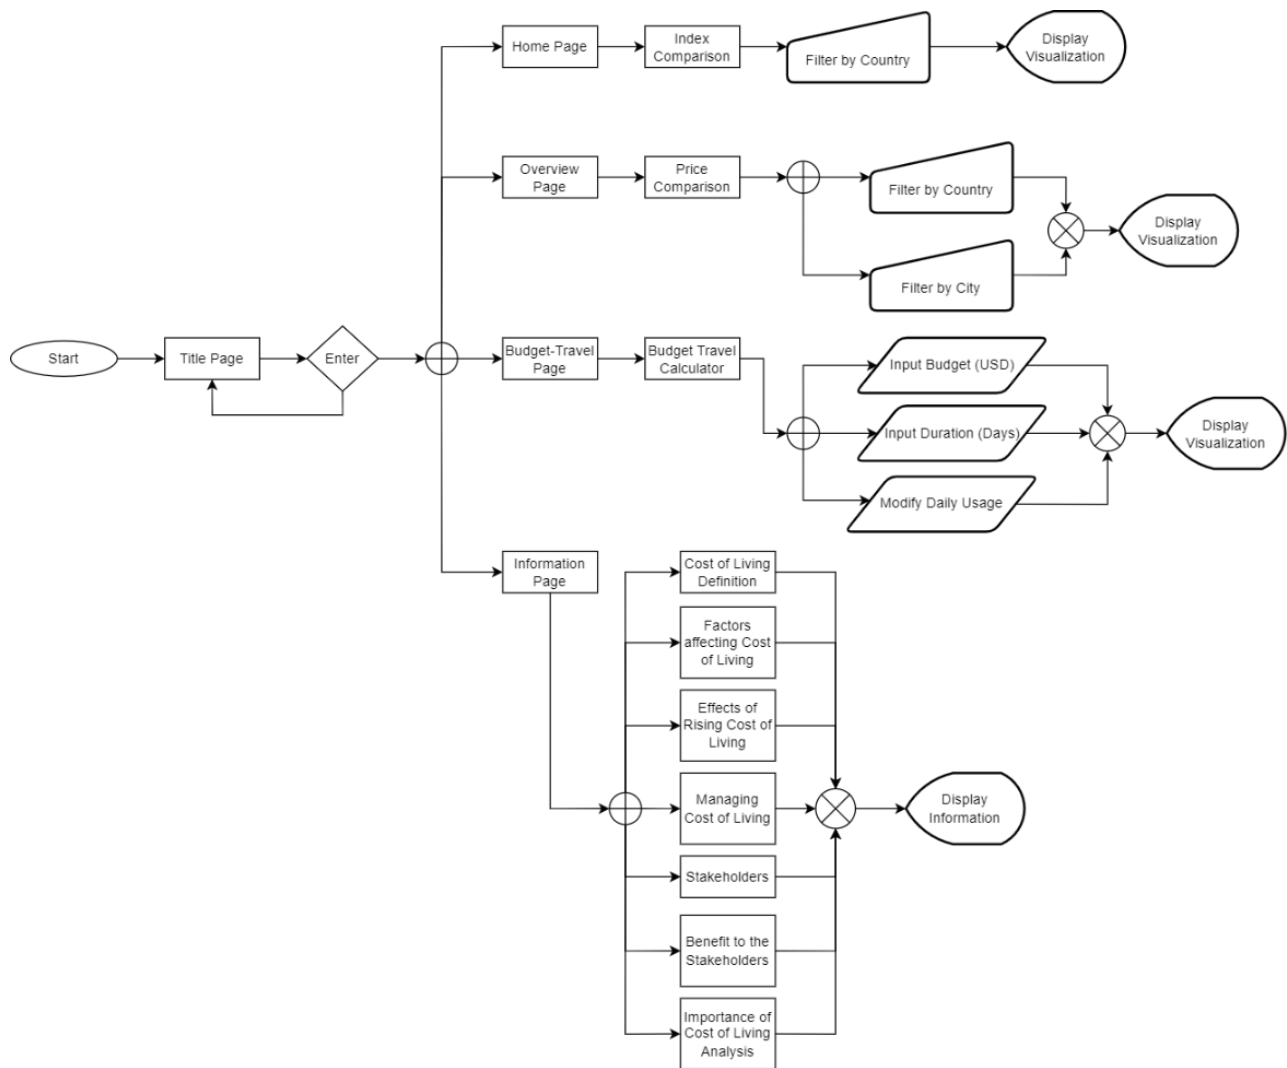 Home Page
Index
Comparison
Filter by Country
Display
Visualization
Overview
Page
Price
Comparison
Filter by Country
Filter by City
Display
Visualization
Start
Title Page
Enter
Budget-Travel
Page
Budget Travel
Calculator
Input Budget (USD)
Input Duration (Days)
Modify Daily Usage
Display
Visualization
Information
Page
Cost of Living
Definition
Factors
affecting Cost
of Living
Effects of
Rising Cost of
Living
Managing
Cost of Living
Stakeholders
Benefit to the
Stakeholders
Importance of
Cost of Living
Analysis
Display
Information